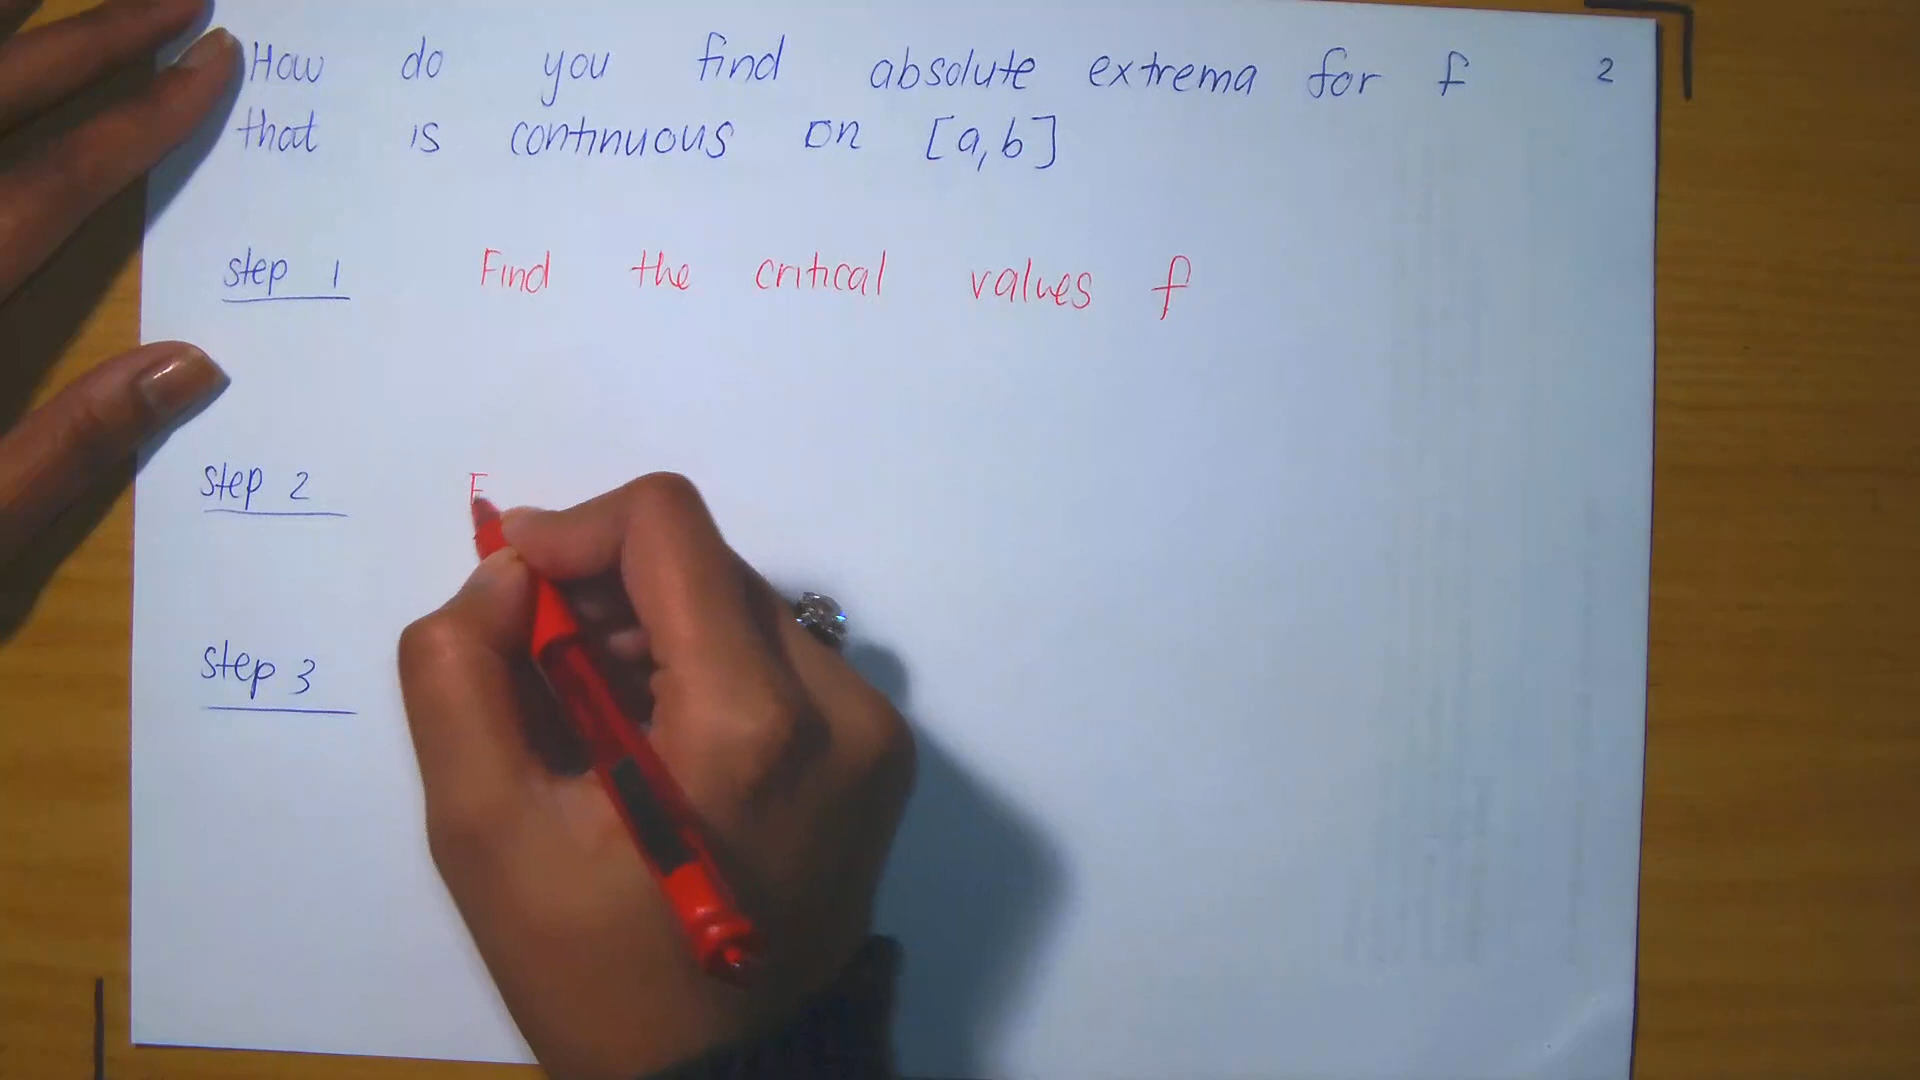 How do you find absolute extrema for f 2
that is continuous on [a,b]
step 1 Find the critical values f
step 2 F
step 3